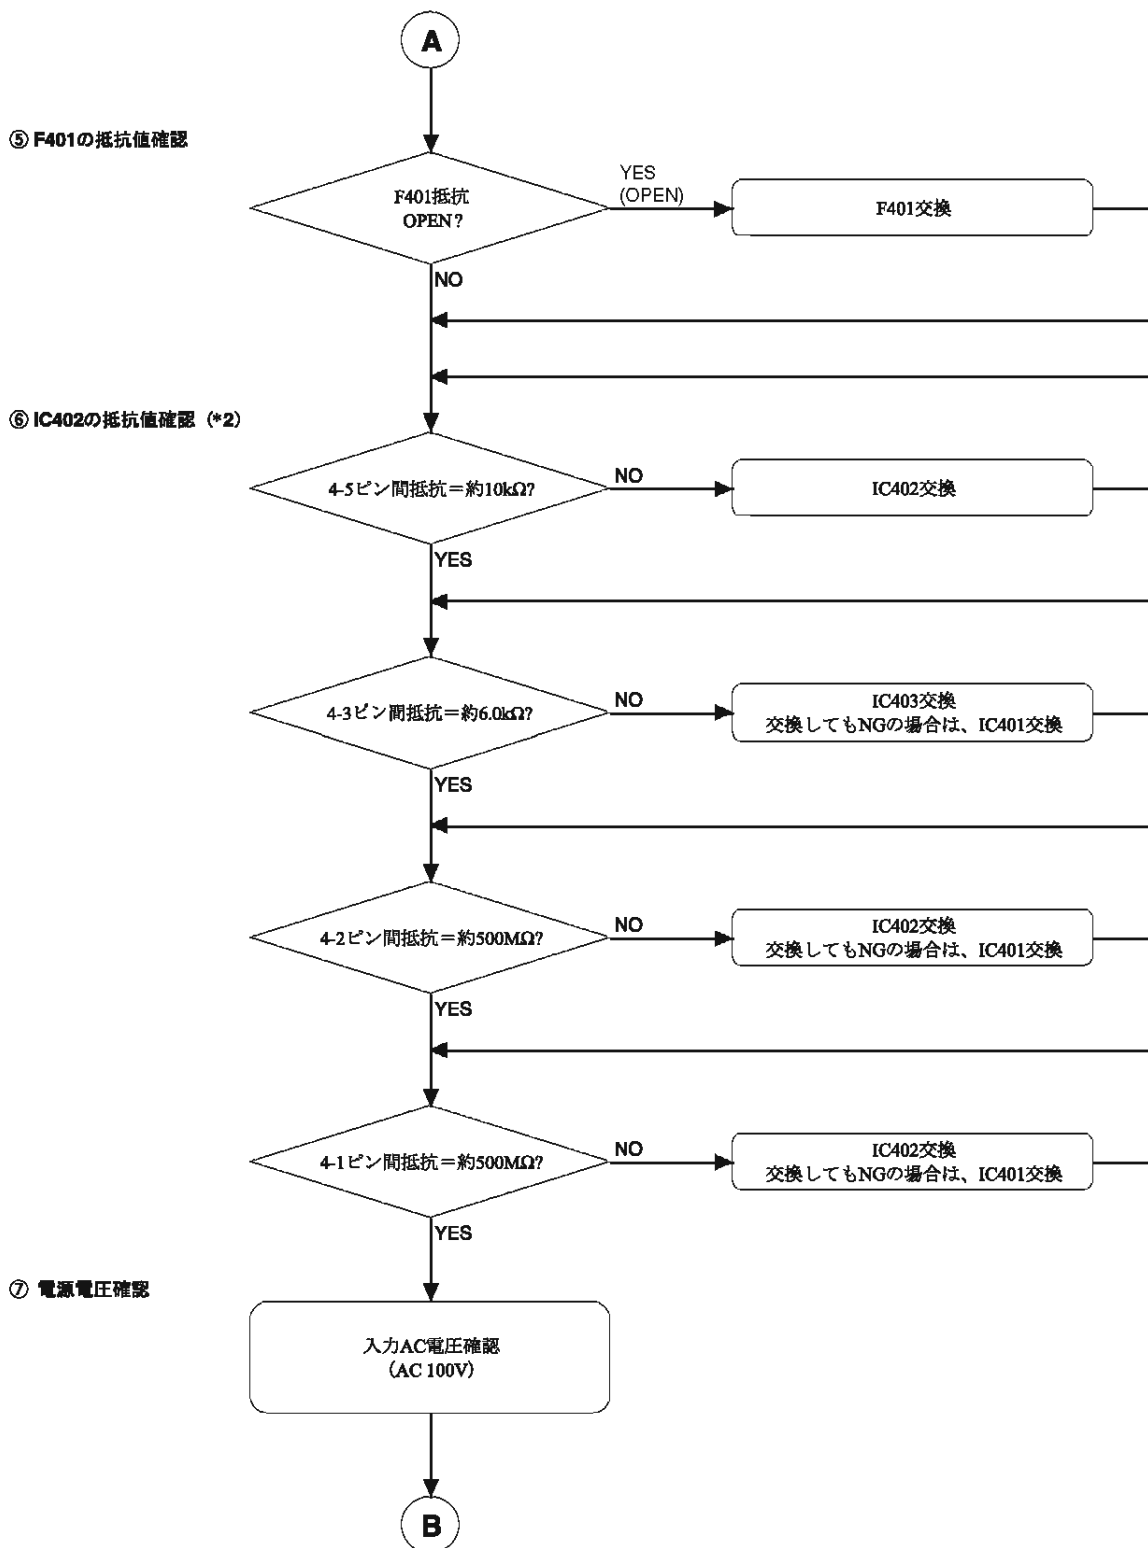 A
⑤ F401の抵抗値確認
F401抵抗
OPEN?
YES
(OPEN)
F401交換
NO
⑥ IC402の抵抗値確認 (*2)
4-5ピン間抵抗＝約10kΩ?
NO
IC402交換
YES
4-3ピン間抵抗＝約6.0kΩ?
NO
IC403交換
交換してもNGの場合は、IC401交換
YES
4-2ピン間抵抗＝約500MΩ?
NO
IC402交換
交換してもNGの場合は、IC401交換
YES
4-1ピン間抵抗＝約500MΩ?
NO
IC402交換
交換してもNGの場合は、IC401交換
YES
⑦ 電源電圧確認
入力AC電圧確認
(AC 100V)
B